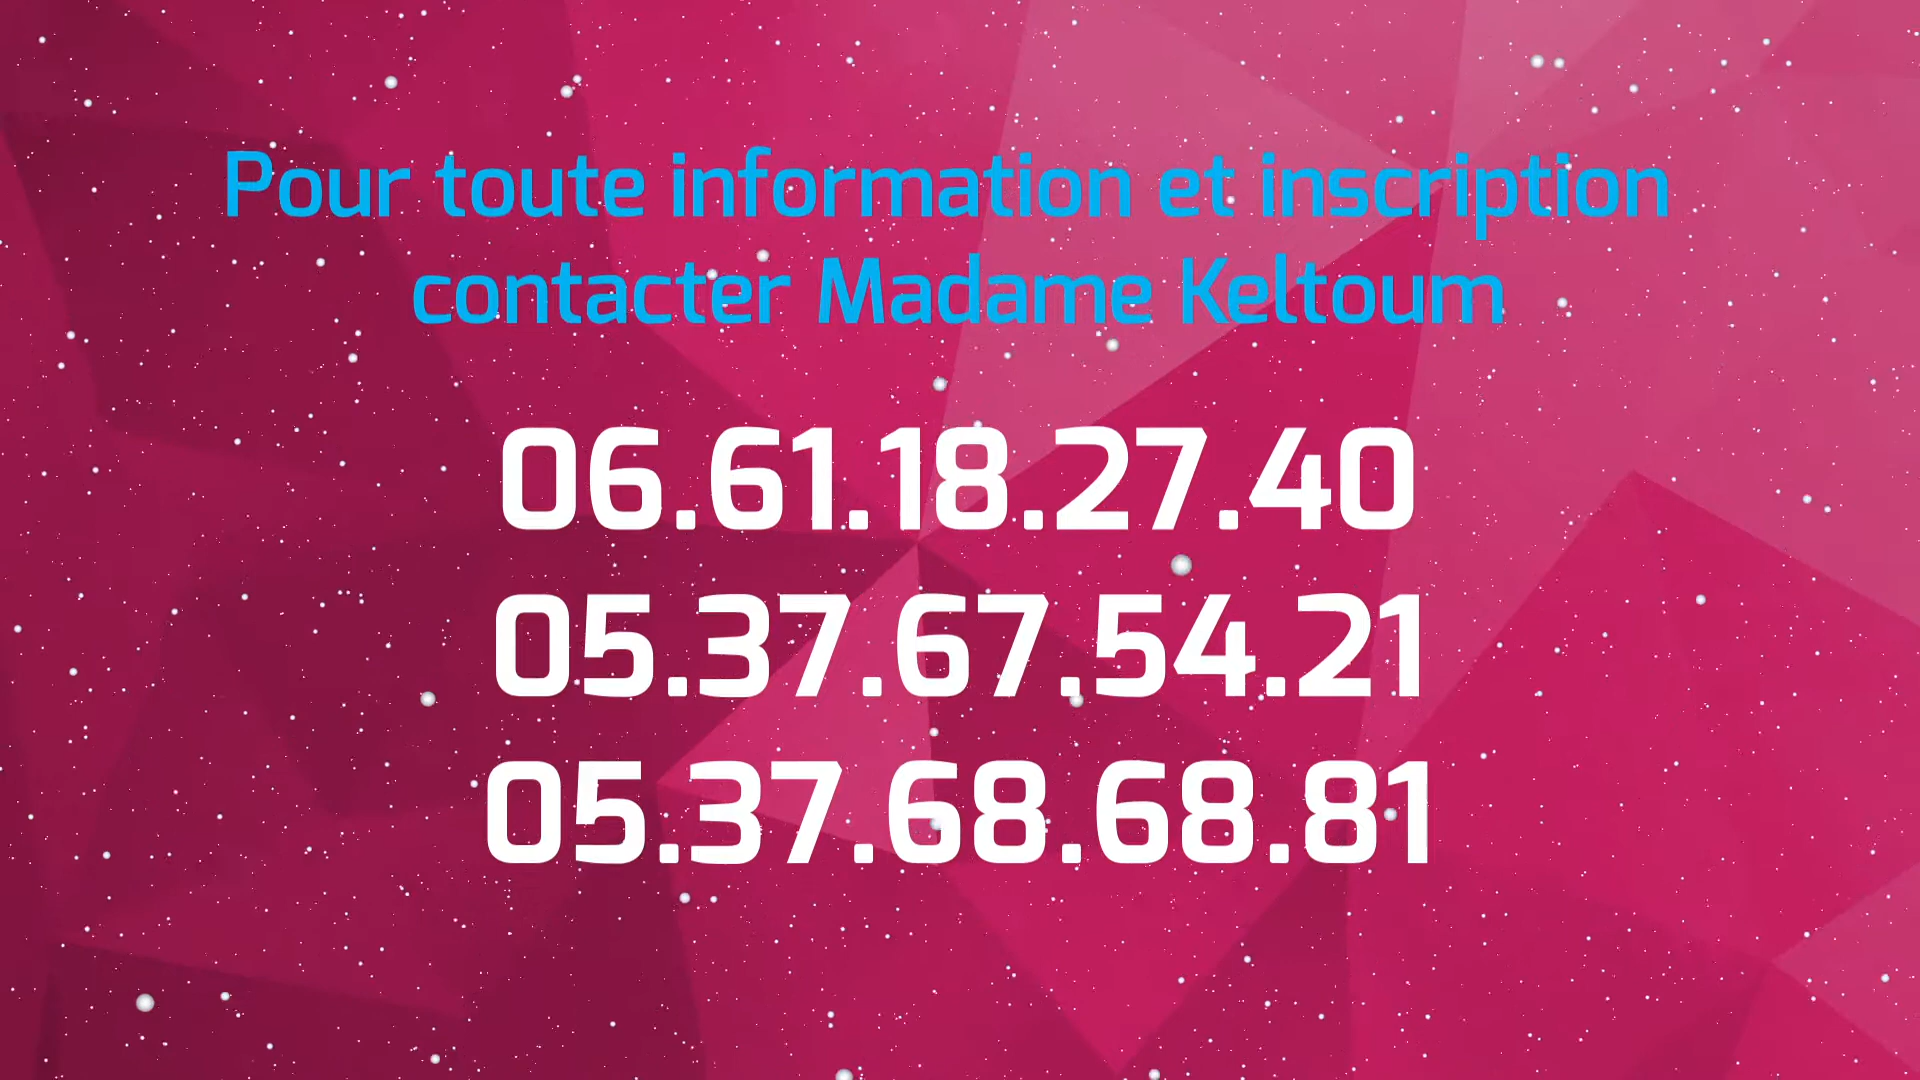 Pour toute information et inscription
contacter Madame Keltoum
06.61.18.27.40
05.37.67.54.21
05.37.68.68.81